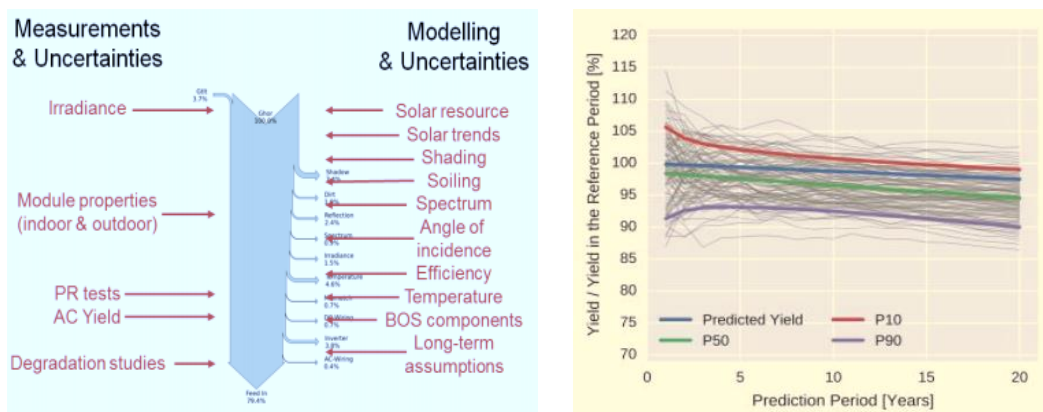 Measurements
& Uncertainties
Irradiance
Module properties
(indoor & outdoor)
PR tests
AC Yield
Degradation studies
GtI
3.7%
Ghor
100.0%
Shadow
Dirt
Reflection
2.4%
Spectrum
Irradiance
1.5%
Temperature
4.6%
Mismatch
0.7%
DC-Wiring
0.7%
Inverter
AC-Wiring
0.4%
Feed in
79.4%
Modelling
& Uncertainties
Solar resource
Solar trends
Shading
Soiling
Spectrum
Angle of
incidence
Efficiency
Temperature
BOS components
Long-term
assumptions
Yield / Yield in the Reference Period [%]
120
115
110
105
100
95
90
85
80
75
70
Predicted Yield
P50
P10
P90
0
5
10
15
20
Prediction Period [Years]